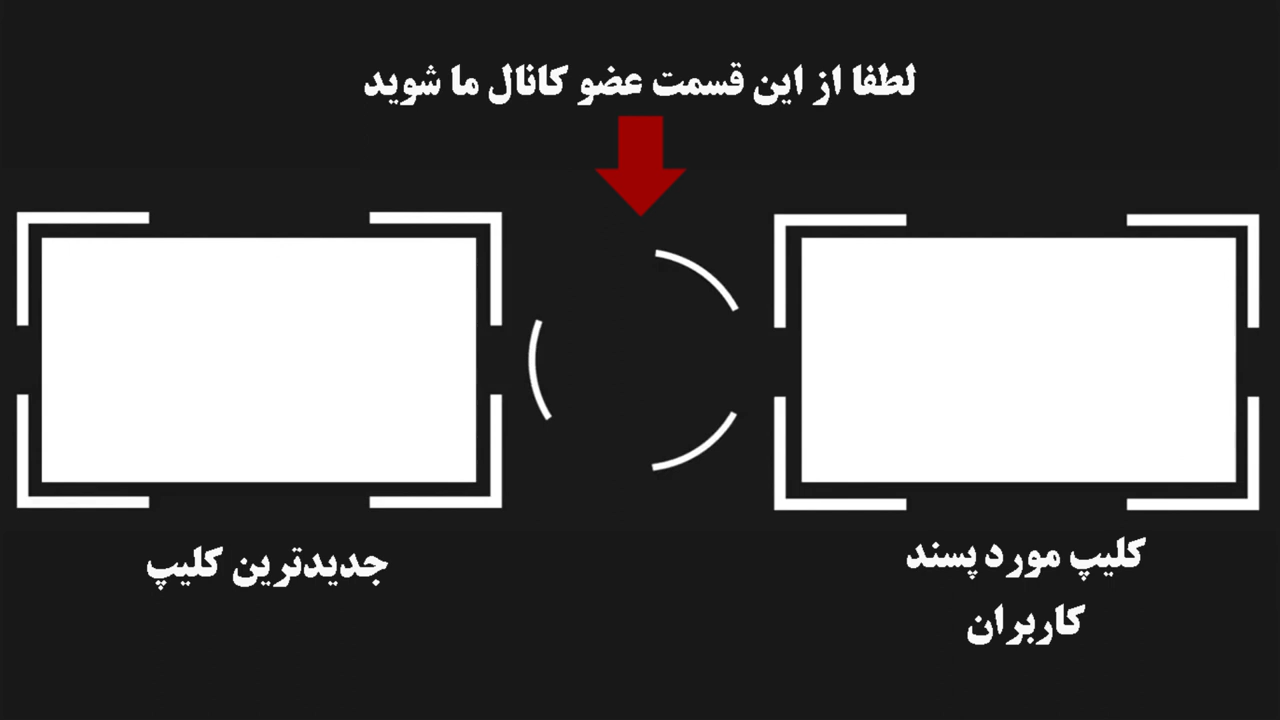 لطفا از این قسمت عضو کانال ما شوید
کلیپ مورد پسند
کاربران
جدیدترین کلیپ